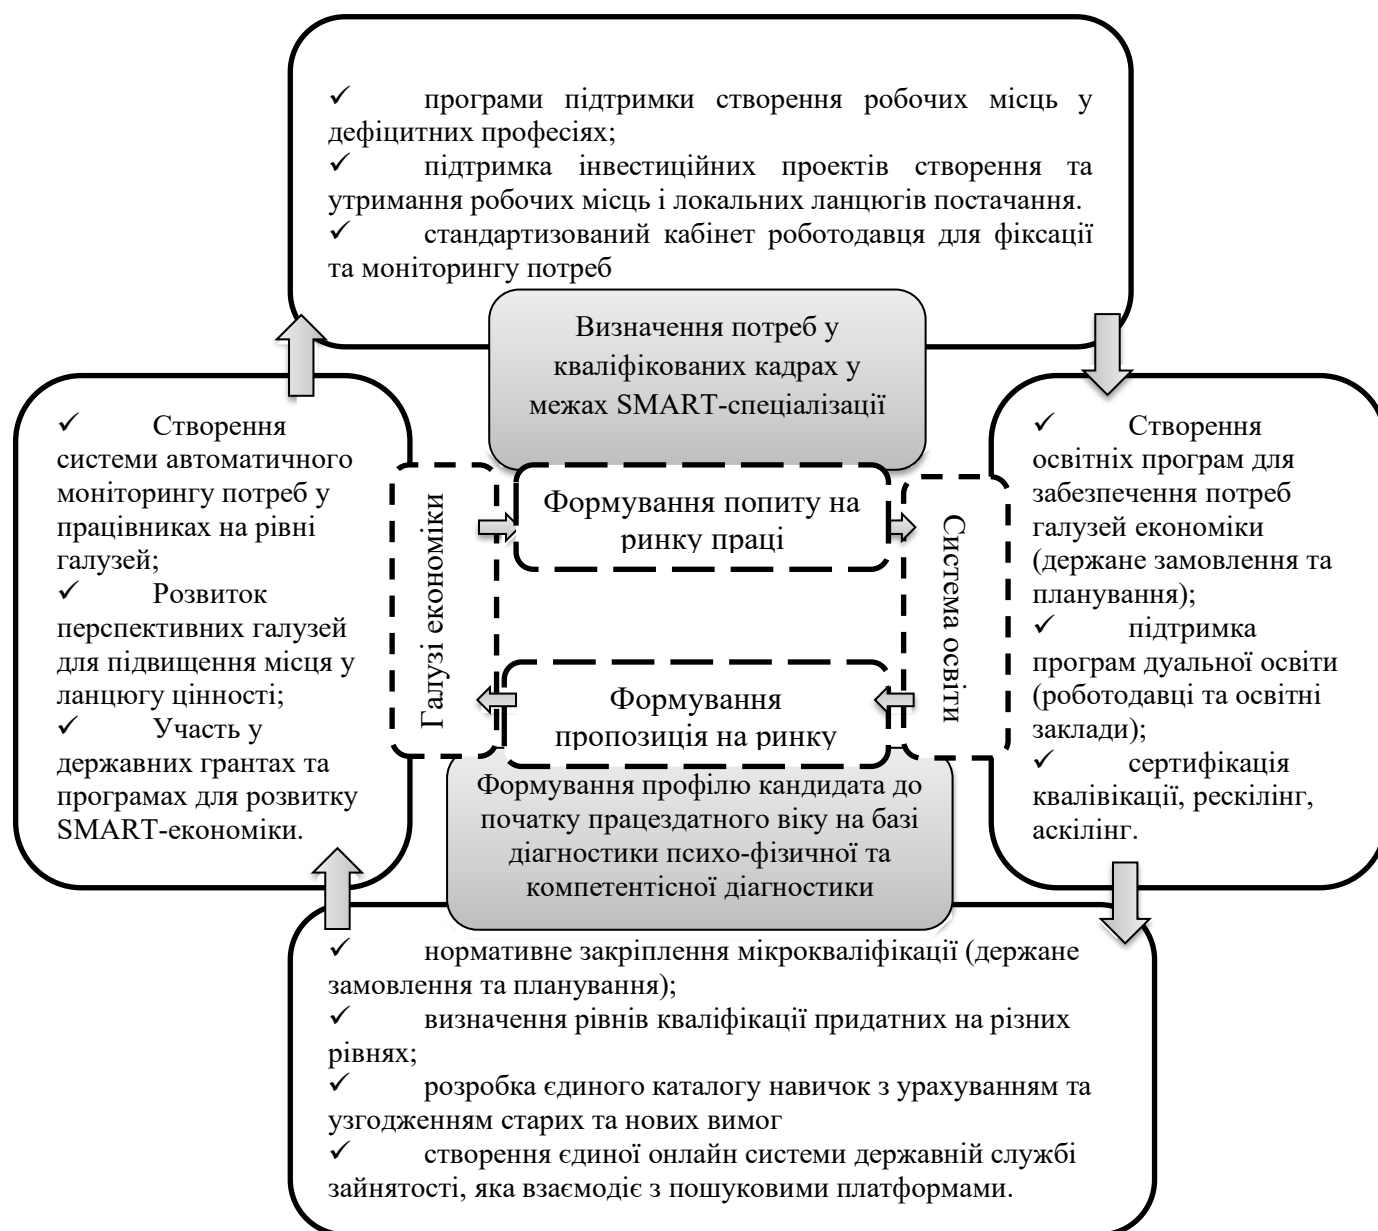 ✓ програми підтримки створення робочих місць у
дефіцитних професіях;
✓ підтримка інвестиційних проектів створення та
утримання робочих місць і локальних ланцюгів постачання.
✓ стандартизований кабінет роботодавця для фіксації
та моніторингу потреб
Визначення потреб у
кваліфікованих кадрах у
межах SMART-спеціалізації
✓ Створення
системи автоматичного
моніторингу потреб у
працівниках на рівні
галузей;
✓ Розвиток
перспективних галузей
для підвищення місця у
ланцюгу цінності;
✓ Участь у
державних грантах та
програмах для розвитку
SMART-економіки.
Галузі економіки
Формування попиту на
ринку праці
Формування
пропозиція на ринку
Система освіти
✓ Створення
освітніх програм для
забезпечення потреб
галузей економіки
(держане замовлення та
планування);
✓ підтримка
програм дуальної освіти
(роботодавці та освітні
заклади);
✓ сертифікація
квалівікації, рескілінг,
аскілінг.
Формування профілю кандидата до
початку працездатного віку на базі
діагностики психо-фізичної та
компетентісної діагностики
✓ нормативне закріплення мікрокваліфікації (держане
замовлення та планування);
✓ визначення рівнів кваліфікації придатних на різних
рівнях;
✓ розробка єдиного каталогу навичок з урахуванням та
узгодженням старих та нових вимог
✓ створення єдиної онлайн системи державній службі
зайнятості, яка взаємодіє з пошуковими платформами.